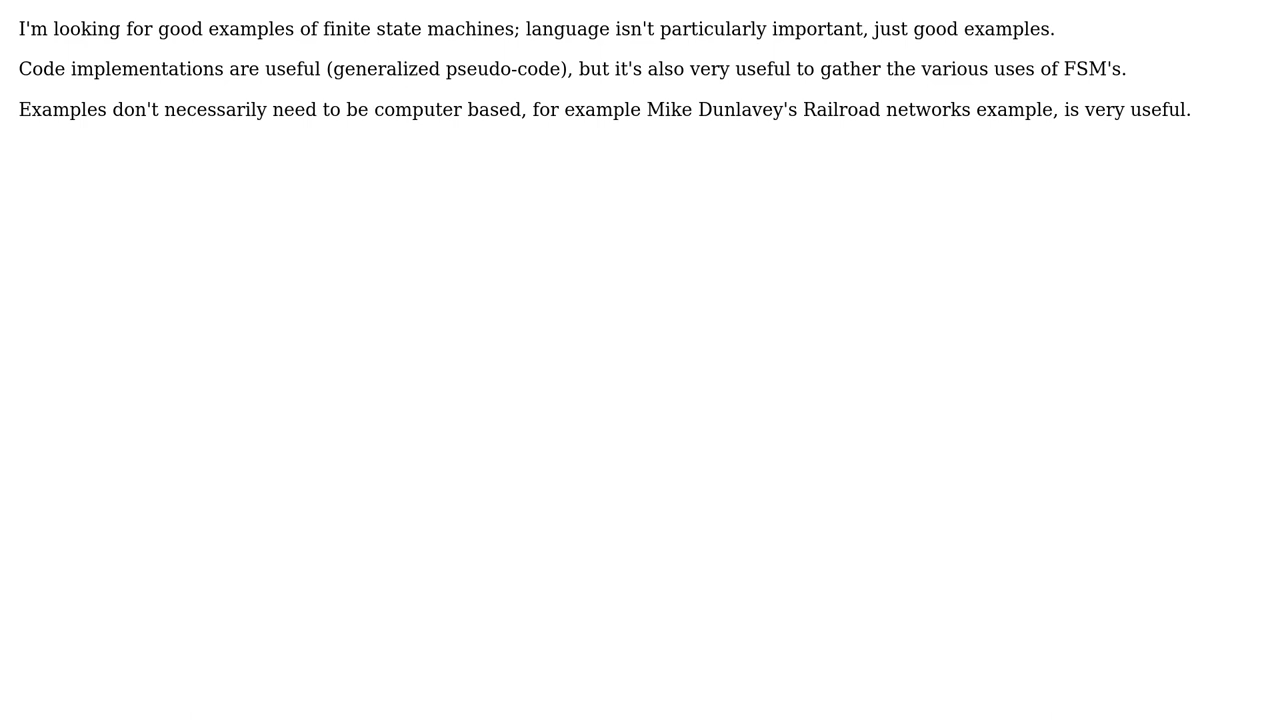 I'm looking for good examples of finite state machines; language isn't particularly important, just good examples.
Code implementations are useful (generalized pseudo-code), but it's also very useful to gather the various uses of FSM's.
Examples don't necessarily need to be computer based, for example Mike Dunlavey's Railroad networks example, is very useful.